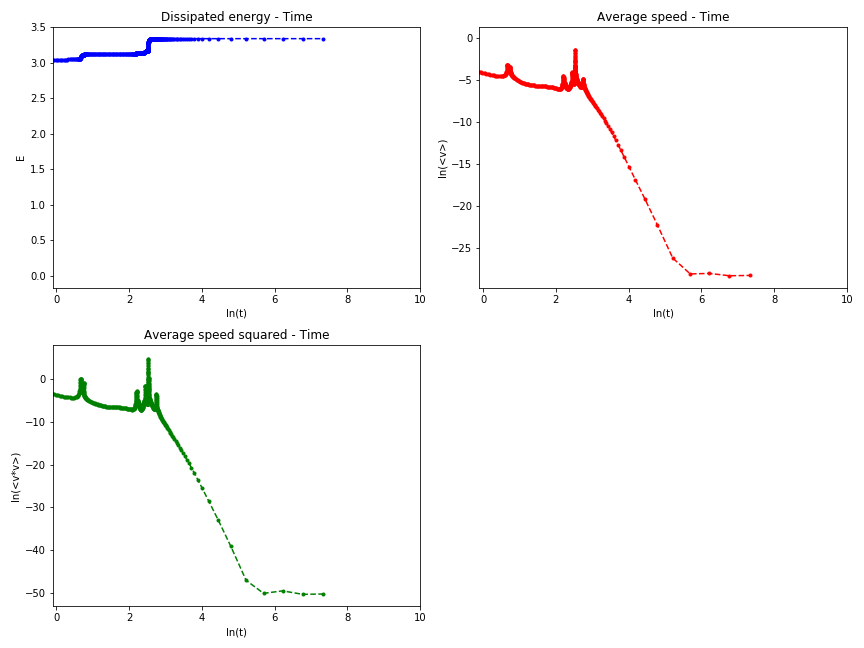 Dissipated energy - Time
3.5
3.0
2.5
2.0
1.5
1.0
0.5
0.0
E
0 2 4 6 8 10
ln(t)
Average speed - Time
0
−5
−10
−15
−20
−25
ln(<v>)
0 2 4 6 8 10
ln(t)
Average speed squared - Time
0
−10
−20
−30
−40
−50
ln(<v*v>)
0 2 4 6 8 10
ln(t)